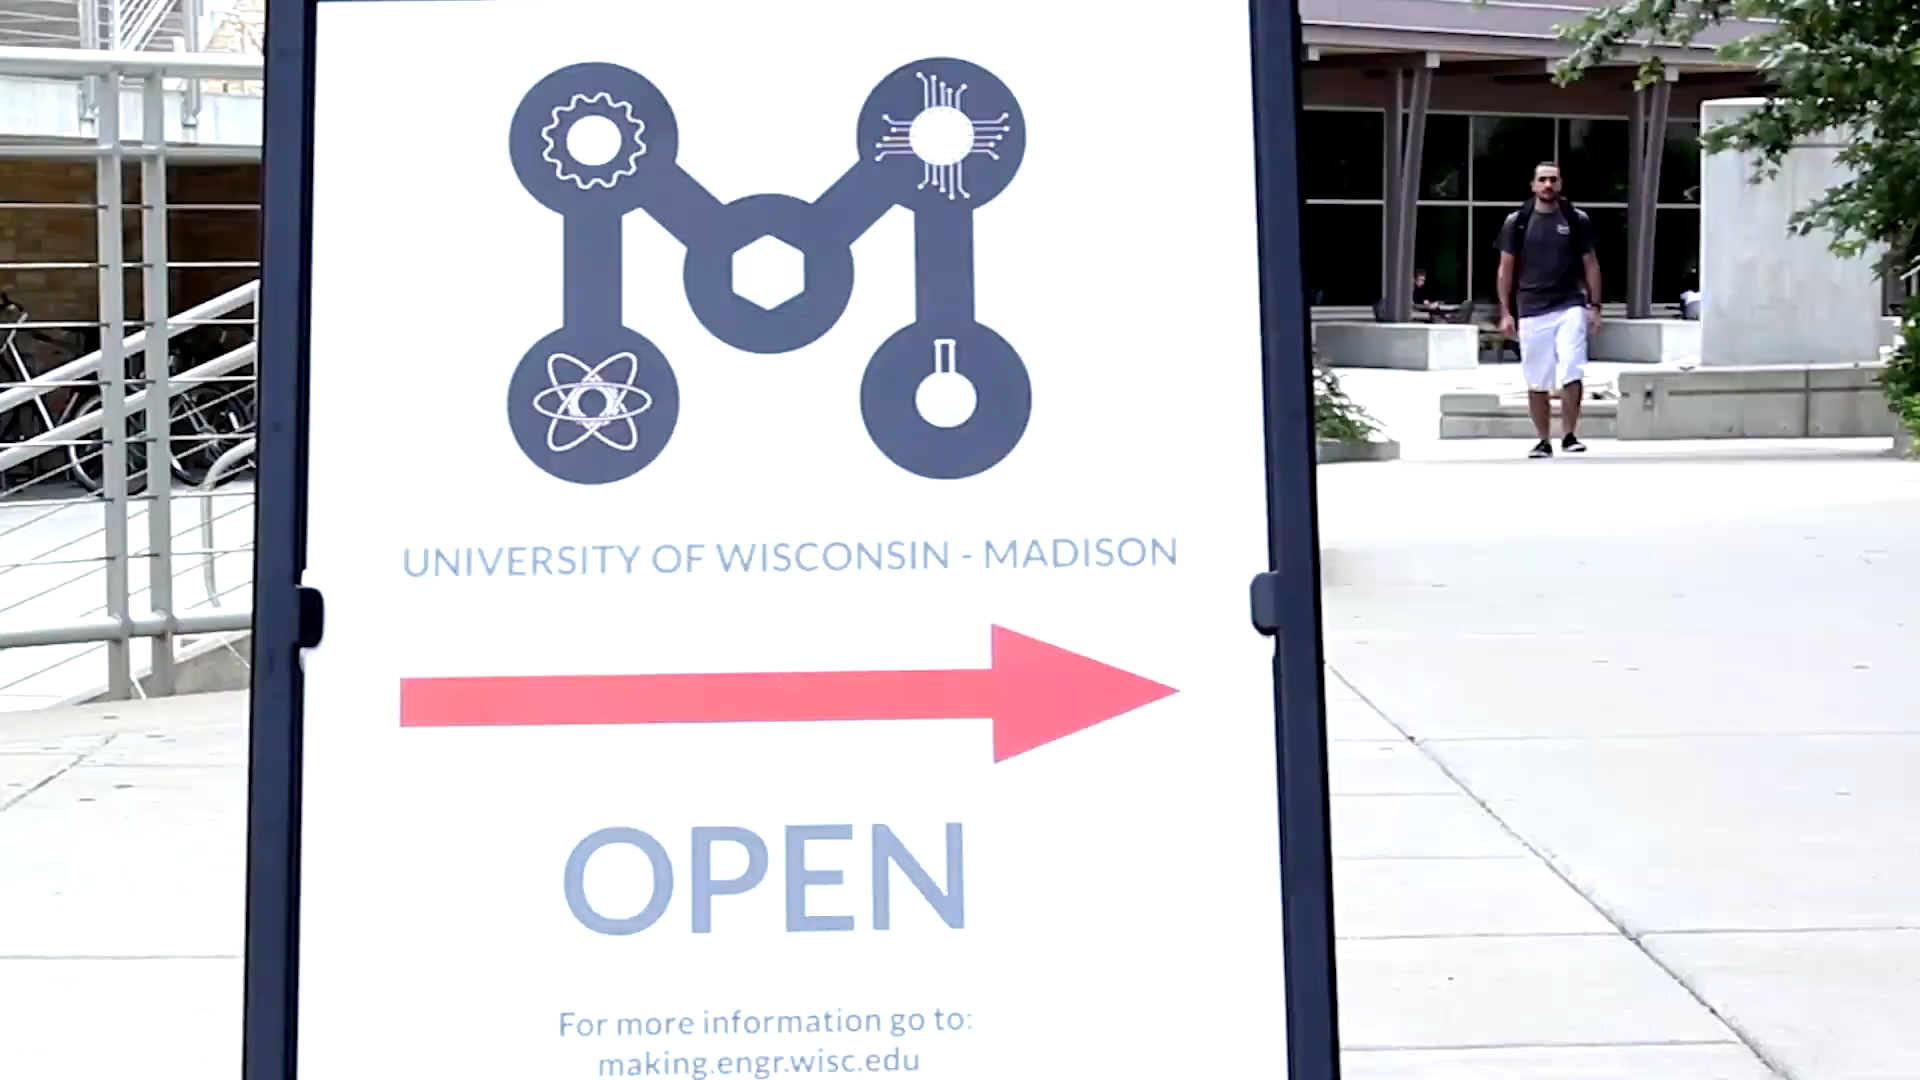 UNIVERSITY OF WISCONSIN - MADISON
OPEN
For more information go to:
making.engr.wisc.edu